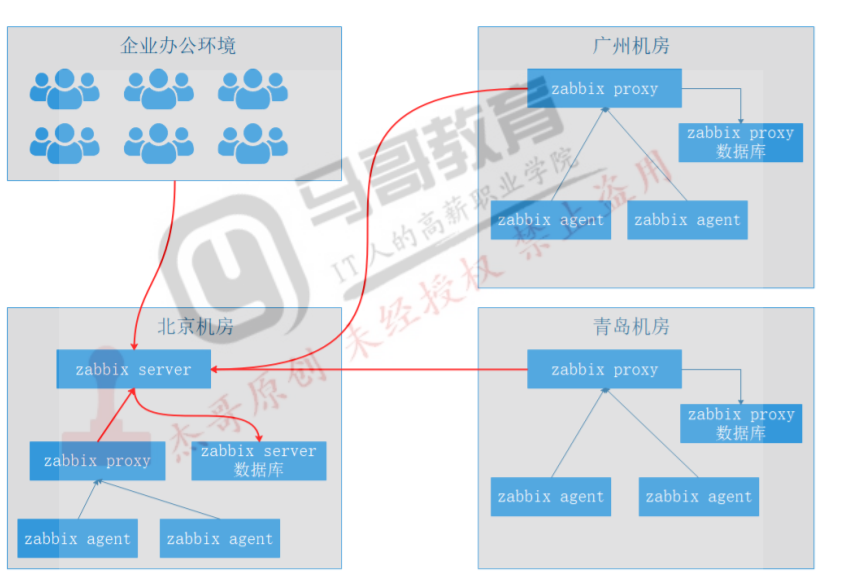 企业办公环境
广州机房
zabbix proxy
zabbix proxy
数据库
zabbix agent
zabbix agent
马哥教育
IT人的高薪职业学院
杰哥原创 未经授权 禁止盗用
北京机房
zabbix server
zabbix proxy
zabbix server
数据库
zabbix agent
zabbix agent
青岛机房
zabbix proxy
zabbix proxy
数据库
zabbix agent
zabbix agent